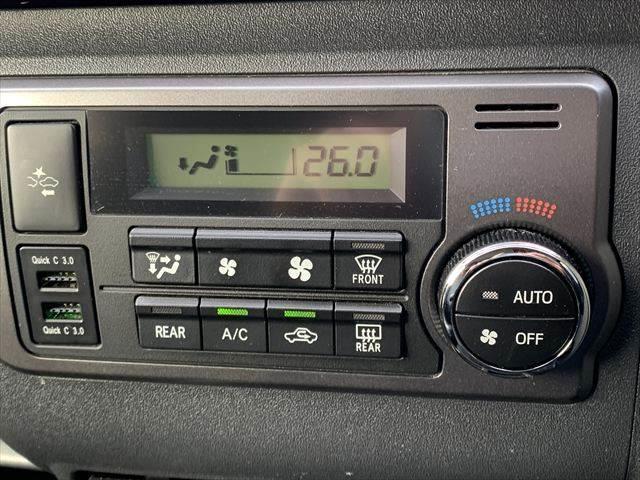 26.0
Quick C 3.0
Quick C 3.0
FRONT
REAR
A/C
REAR
AUTO
OFF